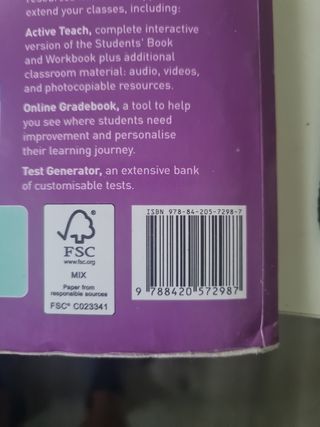 extend your classes, including:
Active Teach, complete interactive
version of the Students' Book
and Workbook plus additional
classroom material: audio, videos,
and photocopiable resources.
Online Gradebook, a tool to help
you see where students need
improvement and personalise
their learning journey.
Test Generator, an extensive bank
of customisable tests.
FSC
www.fsc.org
MIX
Paper from
responsible sources
FSC® C023341
ISBN 978-84-205-7298-7
9 788420 572987